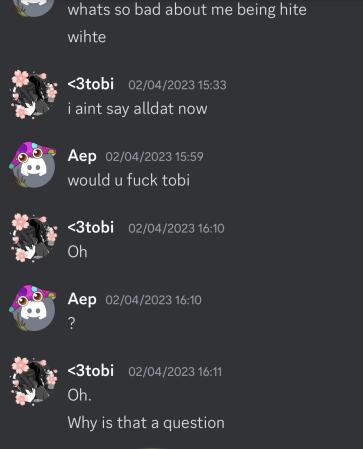 whats so bad about me being hite
wihte
<3tobi 02/04/2023 15:33
i aint say alldat now
Aep 02/04/2023 15:59
would u fuck tobi
<3tobi 02/04/2023 16:10
Oh
Aep 02/04/2023 16:10
?
<3tobi 02/04/2023 16:11
Oh.
Why is that a question